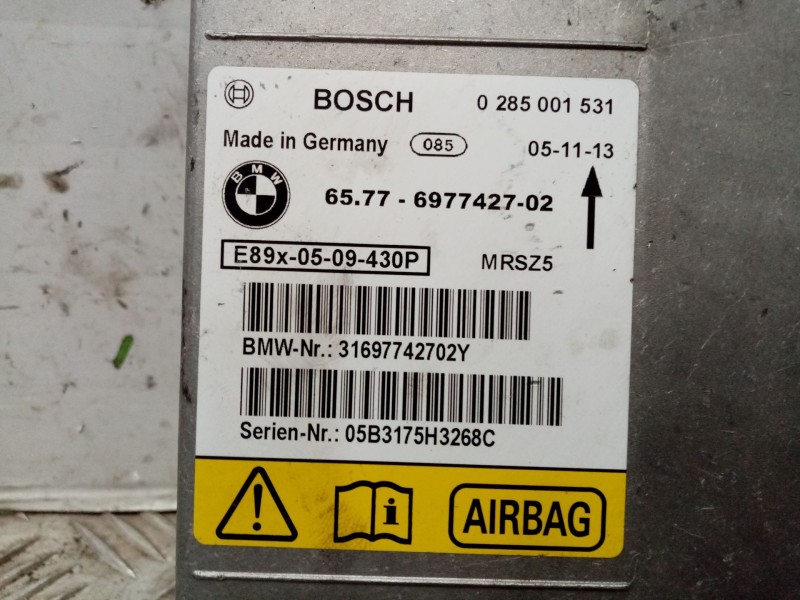 BOSCH 0 285 001 531
Made in Germany 085 05-11-13
BMW 65.77 - 6977427-02
E89x-05-09-430P MRSZ5
BMW-Nr.: 31697742702Y
Serien-Nr.: 05B3175H3268C
i AIRBAG